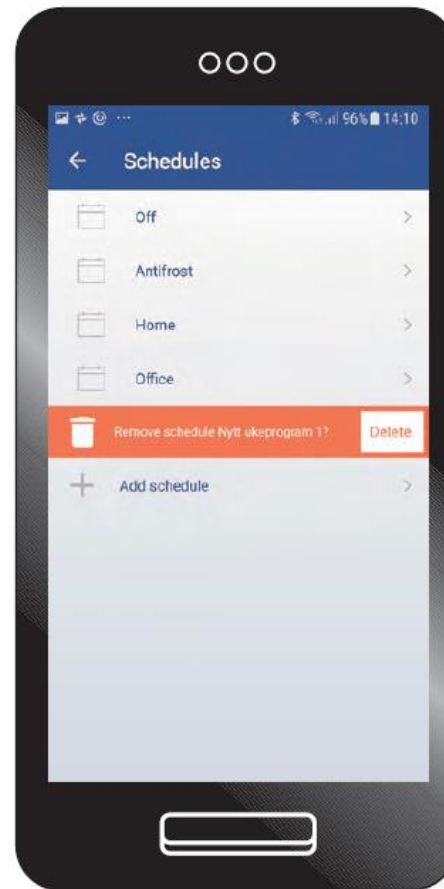 96% 14:10
Schedules
Off
Antifrost
Home
Office
Remove schedule Nytt ukeprogram 1? Delete
Add schedule